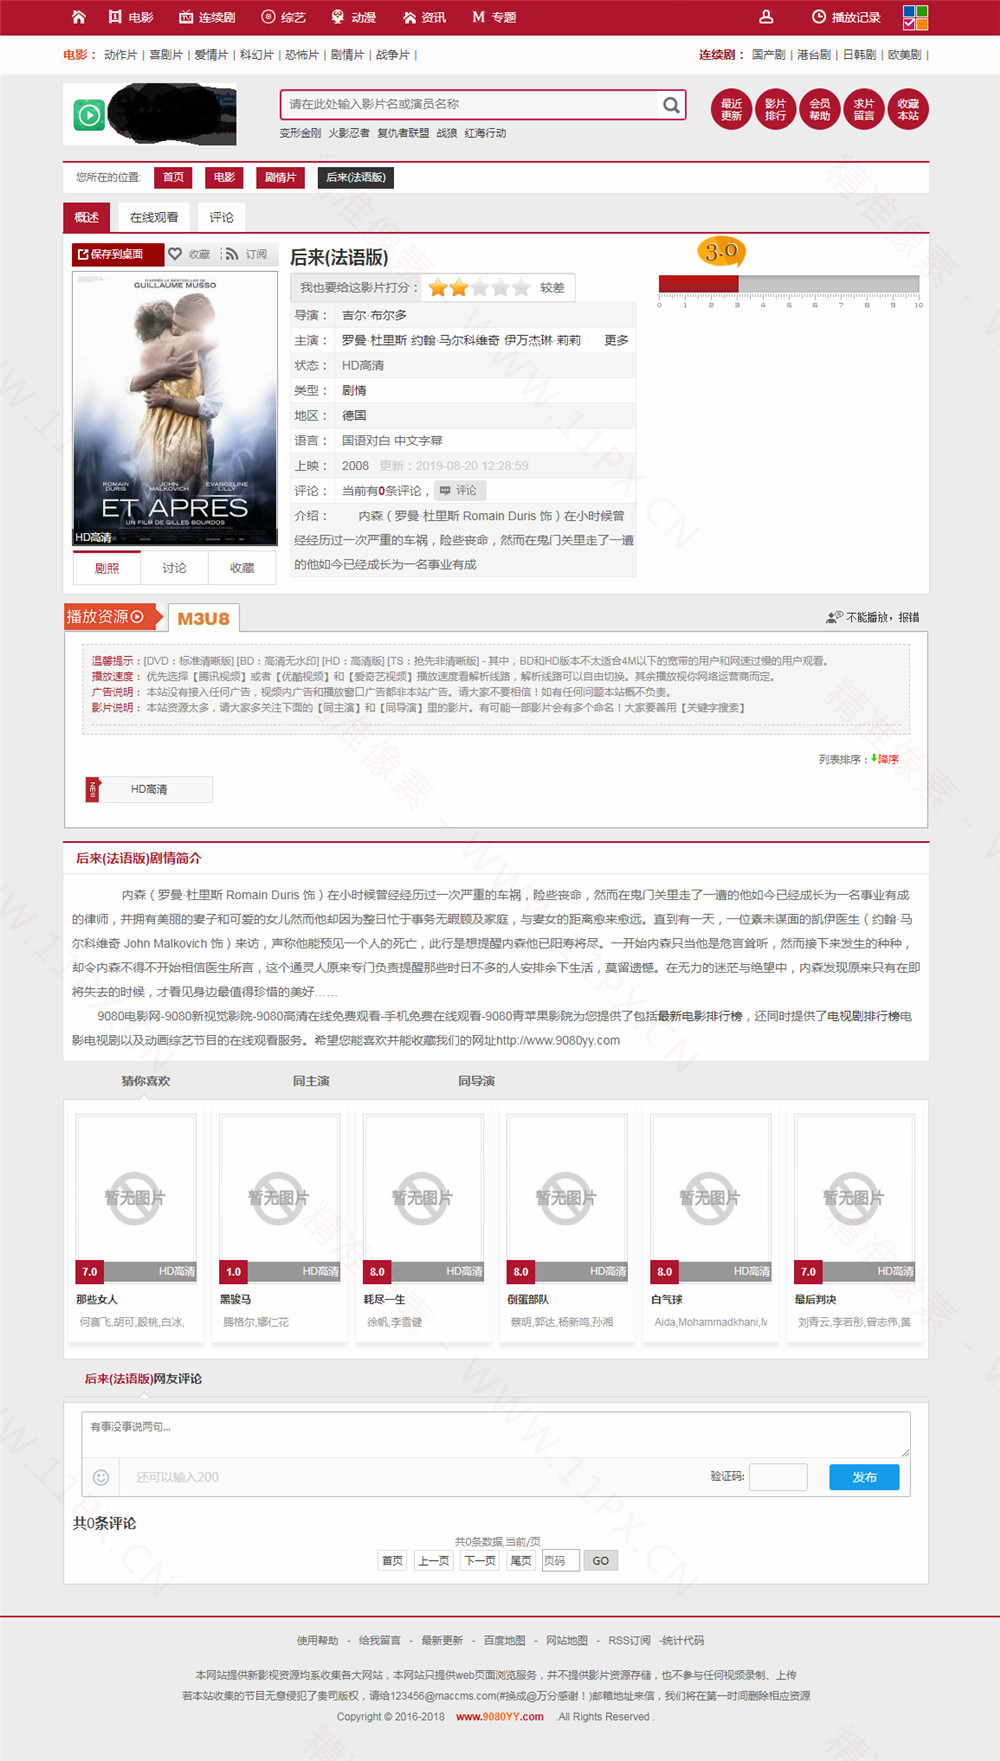 电影 连续剧 综艺 动漫 资讯 M 专题 播放记录
电影： 动作片 | 喜剧片 | 爱情片 | 科幻片 | 恐怖片 | 剧情片 | 战争片 | 连续剧： 国产剧 | 港台剧 | 日韩剧 | 欧美剧 |
请在此处输入影片名或演员名称
变形金刚 火影忍者 复仇者联盟 战狼 红海行动
最近更新 影片排行 会员帮助 求片留言 收藏本站
您所在的位置: 首页 电影 剧情片 后来(法语版)
概述 在线观看 评论
保存到桌面 收藏 订阅
GUILLAUME MUSSO
ROMAIN DURIS JOHN MALKOVICH EVANGELINE LILLY
ET APRÈS
UN FILM DE GILLES BOURDOS
HD高清
剧照 讨论 收藏
后来(法语版)
我也要给这影片打分： 较差
导演： 吉尔·布尔多
主演： 罗曼·杜里斯 约翰·马尔科维奇 伊万杰琳·莉莉 更多
状态： HD高清
类型： 剧情
地区： 德国
语言： 国语对白 中文字幕
上映： 2008 更新：2019-08-20 12:28:59
评论： 当前有0条评论， 评论
介绍： 内森（罗曼·杜里斯 Romain Duris 饰）在小时候曾
经经历过一次严重的车祸，险些丧命，然而在鬼门关里走了一遭
的他如今已经成长为一名事业有成
3.0
0 1 2 3 4 5 6 7 8 9 10
播放资源 M3U8 不能播放，报错
温馨提示：[DVD：标准清晰版] [BD：高清无水印] [HD：高清版] [TS：抢先非清晰版] - 其中，BD和HD版本不太适合4M以下的宽带的用户和网速过慢的用户观看。
播放速度： 优先选择【腾讯视频】或者【优酷视频】和【爱奇艺视频】播放速度看解析线路，解析线路可以自由切换。其余播放视你网络运营商而定。
广告说明： 本站没有接入任何广告，视频内广告和播放窗口广告都非本站广告。请大家不要相信！如有任何问题本站概不负责。
影片说明： 本站资源太多，请大家多关注下面的【同主演】和【同导演】里的影片。有可能一部影片会有多个命名！大家要善用【关键字搜索】
列表排序：降序
NEW HD高清
后来(法语版)剧情简介
内森（罗曼·杜里斯 Romain Duris 饰）在小时候曾经经历过一次严重的车祸，险些丧命，然而在鬼门关里走了一遭的他如今已经成长为一名事业有成
的律师，并拥有美丽的妻子和可爱的女儿然而他却因为整日忙于事务无暇顾及家庭，与妻女的距离愈来愈远。直到有一天，一位素未谋面的凯伊医生（约翰·马
尔科维奇 John Malkovich 饰）来访，声称他能预见一个人的死亡，此行是想提醒内森他已阳寿将尽。一开始内森只当他是危言耸听，然而接下来发生的种种，
却令内森不得不开始相信医生所言，这个通灵人原来专门负责提醒那些时日不多的人安排余下生活，莫留遗憾。在无力的迷茫与绝望中，内森发现原来只有在即
将失去的时候，才看见身边最值得珍惜的美好……
9080电影网-9080新视觉影院-9080高清在线免费观看-手机免费在线观看-9080青苹果影院为您提供了包括最新电影排行榜，还同时提供了电视剧排行榜电
影电视剧以及动画综艺节目的在线观看服务。希望您能喜欢并能收藏我们的网址http://www.9080yy.com
猜你喜欢 同主演 同导演
暂无图片 暂无图片 暂无图片 暂无图片 暂无图片 暂无图片
7.0 HD高清 1.0 HD高清 8.0 HD高清 8.0 HD高清 8.0 HD高清 7.0 HD高清
那些女人 黑骏马 耗尽一生 倒蛋部队 白气球 最后判决
何赛飞,胡可,殷桃,白冰, 腾格尔,娜仁花 徐帆,李雪健 蔡明,郭达,杨新鸣,孙湘 Aida,Mohammadkhani,M 刘青云,李若彤,曾志伟,黄
后来(法语版)网友评论
有事没事说两句...
还可以输入200 验证码: 发布
共0条评论
共0条数据,当前/页
首页 上一页 下一页 尾页 页码 GO
使用帮助 - 给我留言 - 最新更新 - 百度地图 - 网站地图 - RSS订阅 -统计代码
本网站提供新影视资源均系收集各大网站，本网站只提供web页面浏览服务，并不提供影片资源存储，也不参与任何视频录制、上传
若本站收集的节目无意侵犯了贵司版权，请给123456@maccms.com(#换成@万分感谢！)邮箱地址来信，我们将在第一时间删除相应资源
Copyright © 2016-2018 www.9080YY.com .All Rights Reserved .
精准像素 - WWW.11PX.CN